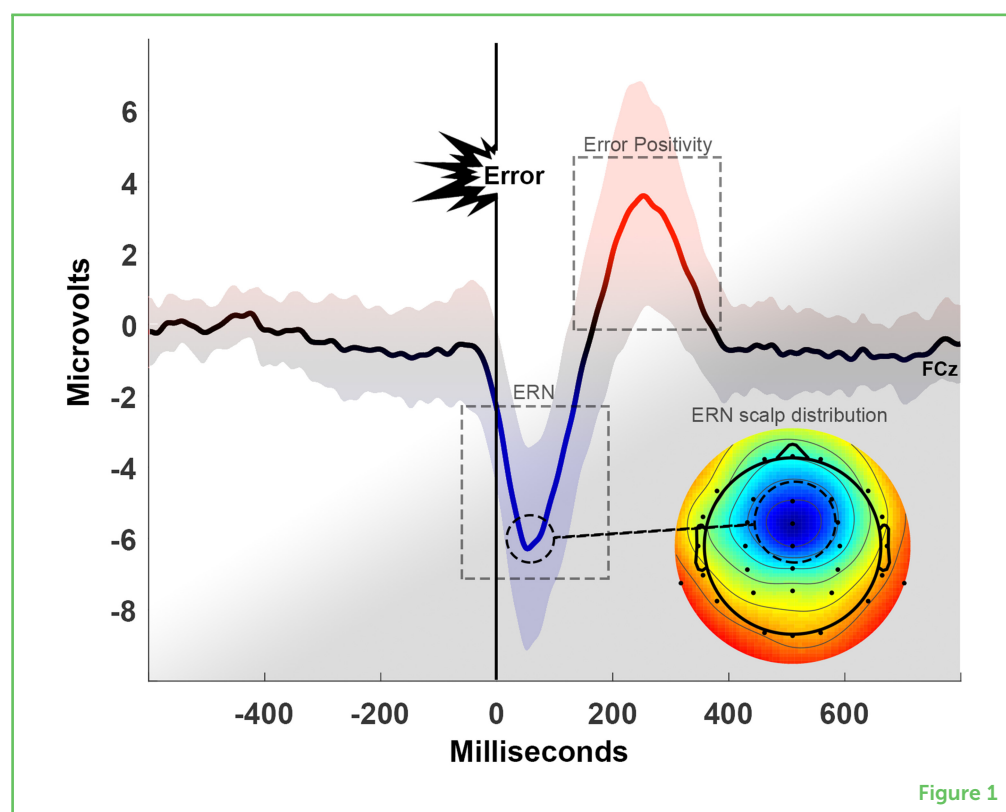 6
Error Positivity
4
Error
2
Microvolts
0
FCz
-2
ERN
ERN scalp distribution
-4
-6
-8
-400
-200
0
200
400
600
Milliseconds
Figure 1